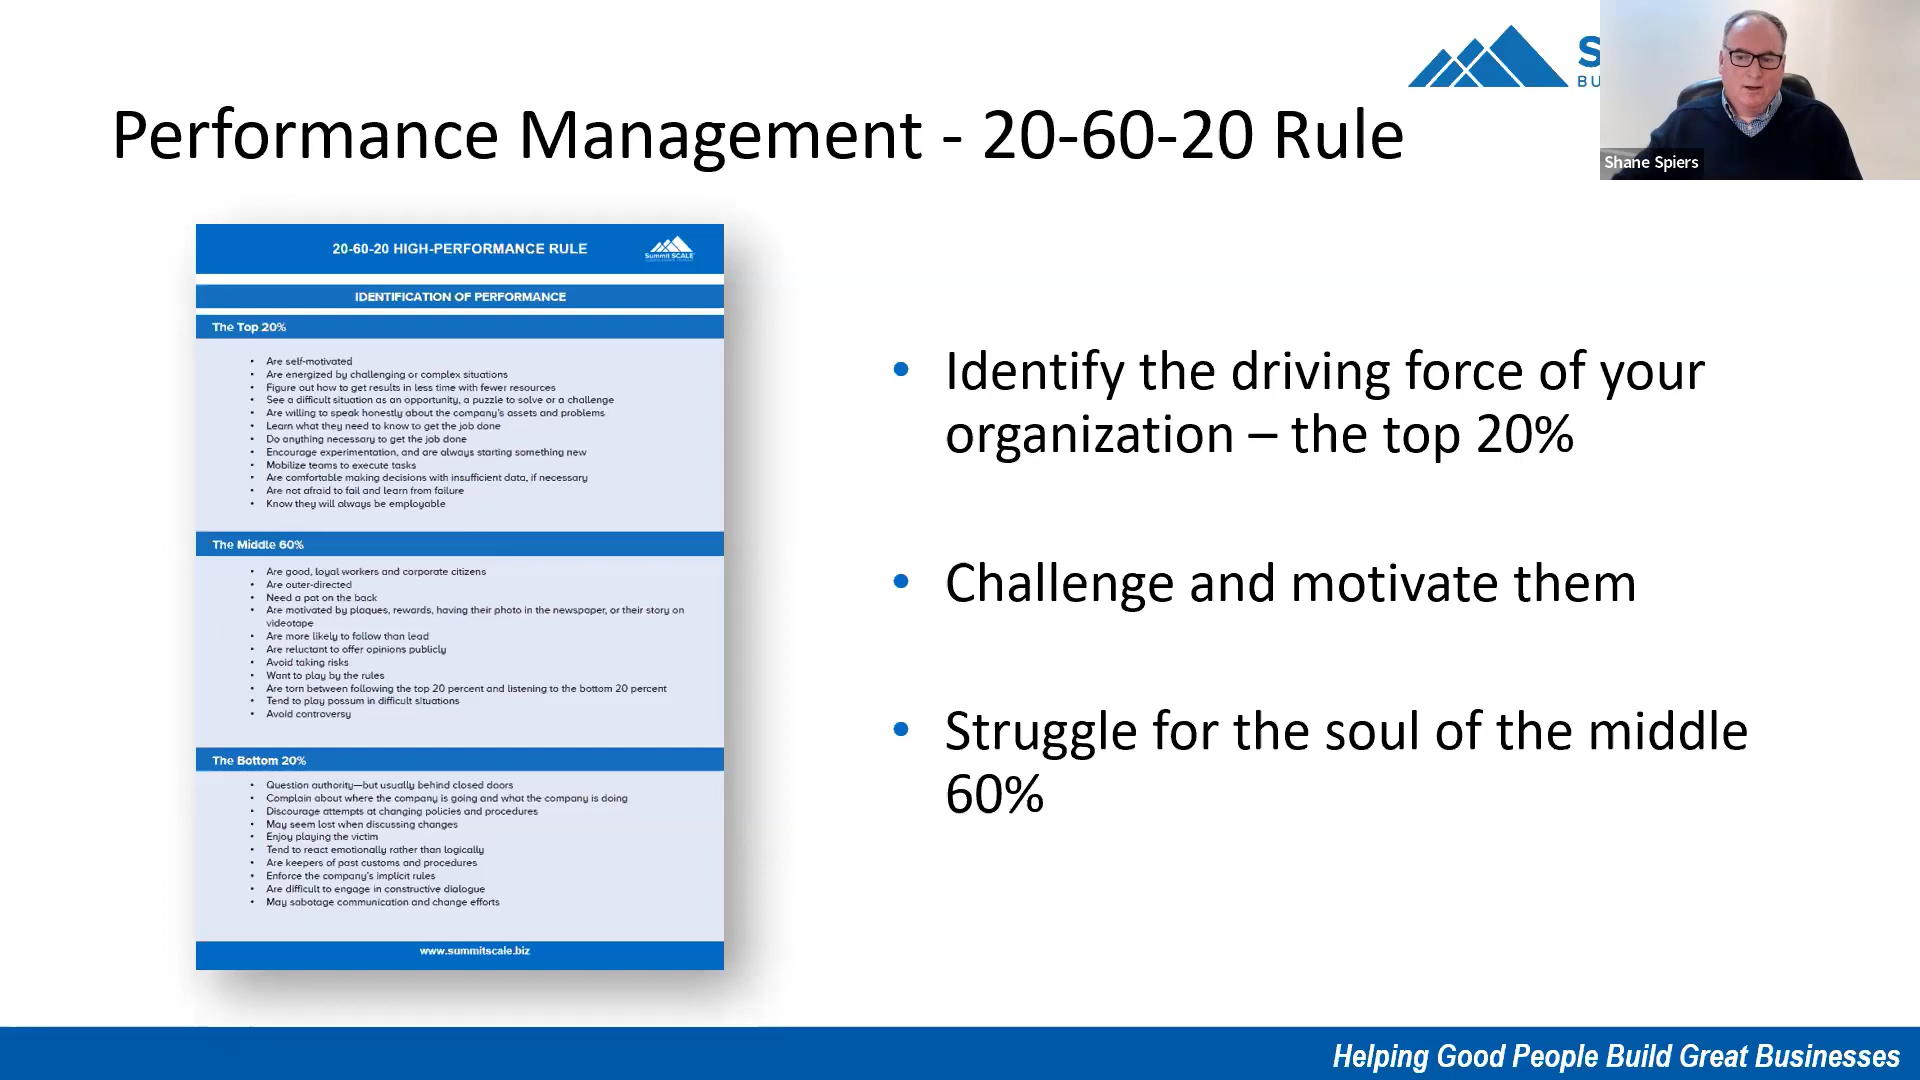 S
BU
Shane Spiers
Performance Management - 20-60-20 Rule
20-60-20 HIGH-PERFORMANCE RULE
Summit SCALE
IDENTIFICATION OF PERFORMANCE
The Top 20%
• Are self-motivated
• Are energized by challenging or complex situations
• Figure out how to get results in less time with fewer resources
• See a difficult situation as an opportunity, a puzzle to solve or a challenge
• Are willing to speak honestly about the company's assets and problems
• Learn what they need to know to get the job done
• Do anything necessary to get the job done
• Encourage experimentation, and are always starting something new
• Mobilize teams to execute tasks
• Are comfortable making decisions with insufficient data, if necessary
• Are not afraid to fail and learn from failure
• Know they will always be employable
The Middle 60%
• Are good, loyal workers and corporate citizens
• Are outer-directed
• Need a pat on the back
• Are motivated by plaques, rewards, having their photo in the newspaper, or their story on
videotape
• Are more likely to follow than lead
• Are reluctant to offer opinions publicly
• Avoid taking risks
• Want to play by the rules
• Are torn between following the top 20 percent and listening to the bottom 20 percent
• Tend to play possum in difficult situations
• Avoid controversy
The Bottom 20%
• Question authority—but usually behind closed doors
• Complain about where the company is going and what the company is doing
• Discourage attempts at changing policies and procedures
• May seem lost when discussing changes
• Enjoy playing the victim
• Tend to react emotionally rather than logically
• Are keepers of past customs and procedures
• Enforce the company's implicit rules
• Are difficult to engage in constructive dialogue
• May sabotage communication and change efforts
www.summitscale.biz
• Identify the driving force of your
organization – the top 20%
• Challenge and motivate them
• Struggle for the soul of the middle
60%
Helping Good People Build Great Businesses